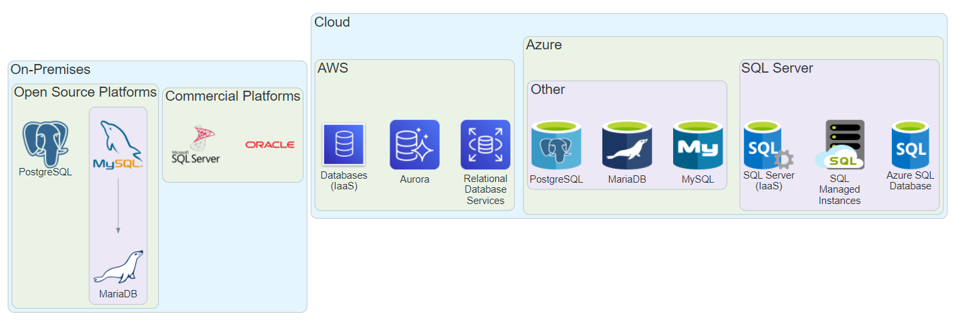 On-Premises
Open Source Platforms
PostgreSQL
MySQL
MariaDB
Commercial Platforms
Microsoft
SQL Server
ORACLE
Cloud
AWS
Databases
(IaaS)
Aurora
Relational
Database
Services
Azure
Other
PostgreSQL
MariaDB
My
MySQL
SQL Server
SQL
SQL Server
(IaaS)
SQL
SQL
Managed
Instances
SQL
Azure SQL
Database